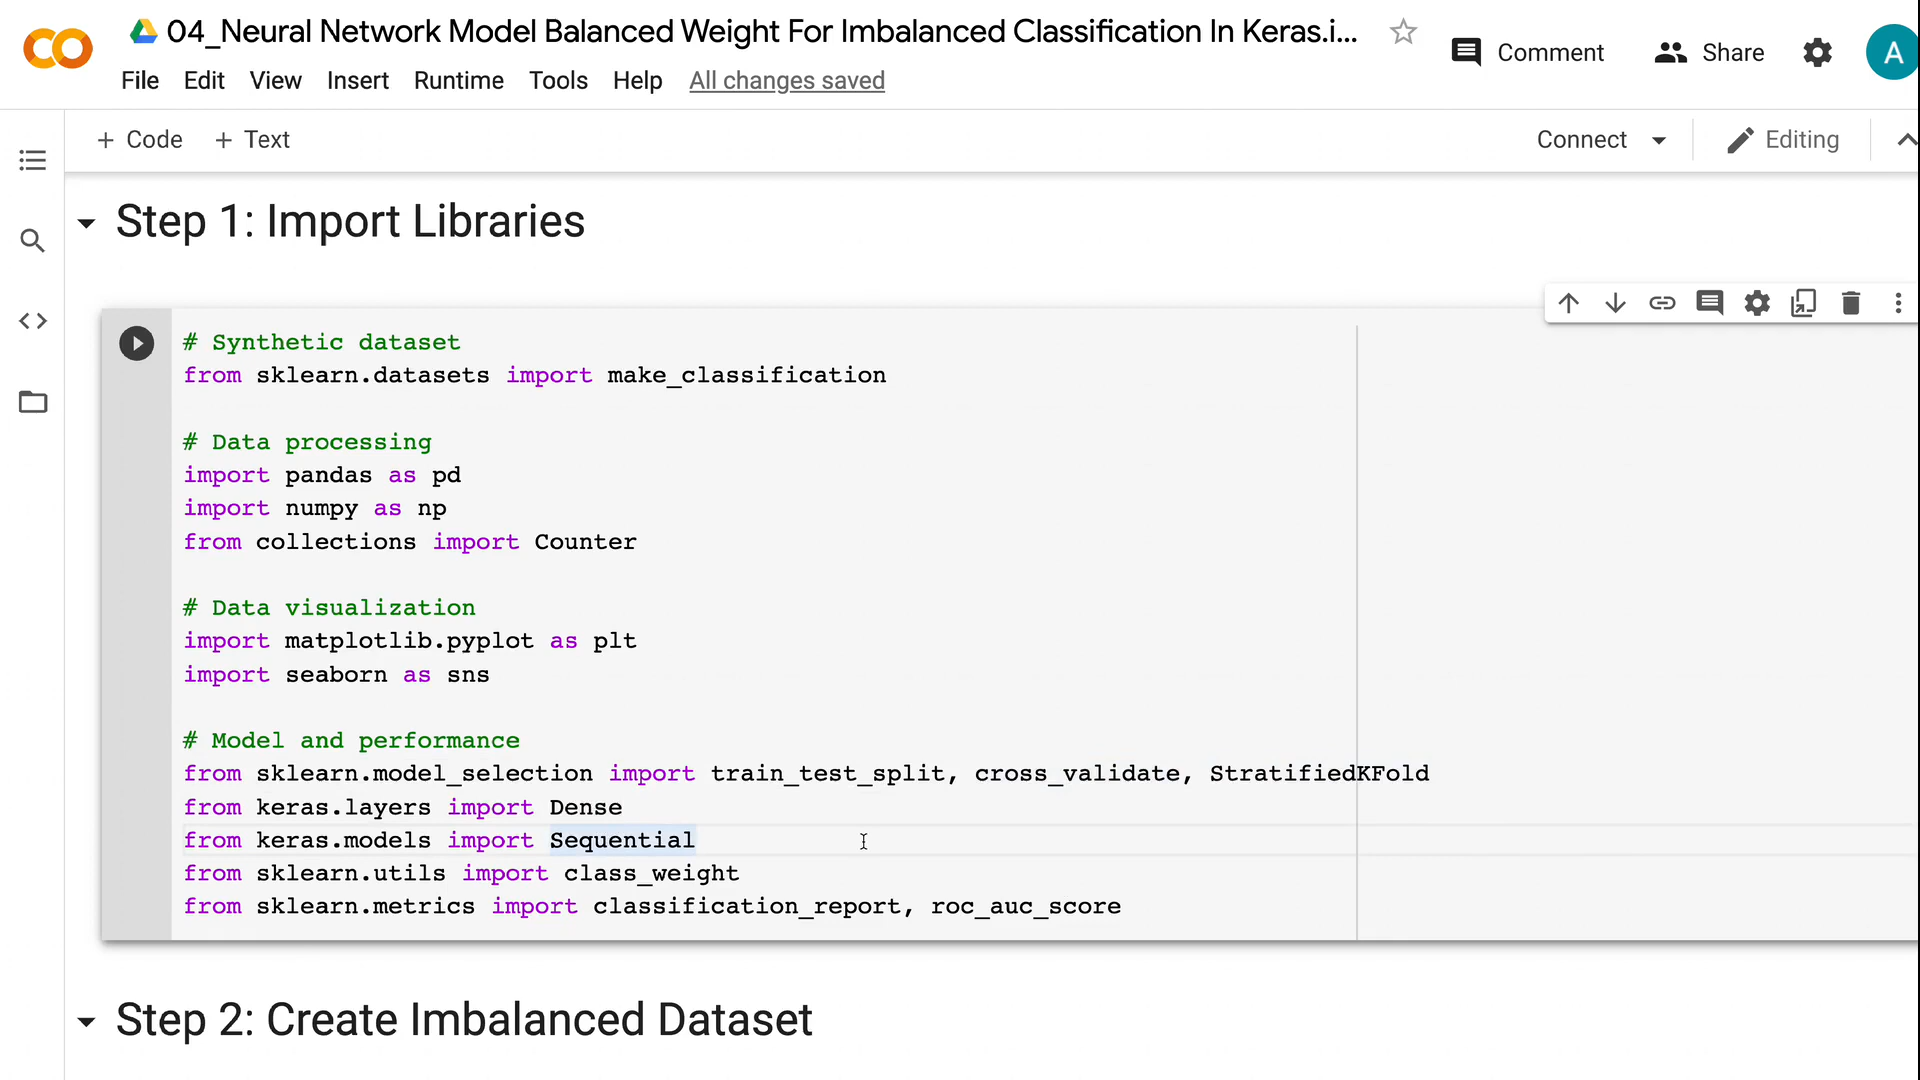 04_Neural Network Model Balanced Weight For Imbalanced Classification In Keras.i...
Comment
Share
A
File Edit View Insert Runtime Tools Help All changes saved
+ Code + Text
Connect
Editing
Step 1: Import Libraries
# Synthetic dataset
from sklearn.datasets import make_classification
# Data processing
import pandas as pd
import numpy as np
from collections import Counter
# Data visualization
import matplotlib.pyplot as plt
import seaborn as sns
# Model and performance
from sklearn.model_selection import train_test_split, cross_validate, StratifiedKFold
from keras.layers import Dense
from keras.models import Sequential
from sklearn.utils import class_weight
from sklearn.metrics import classification_report, roc_auc_score
Step 2: Create Imbalanced Dataset